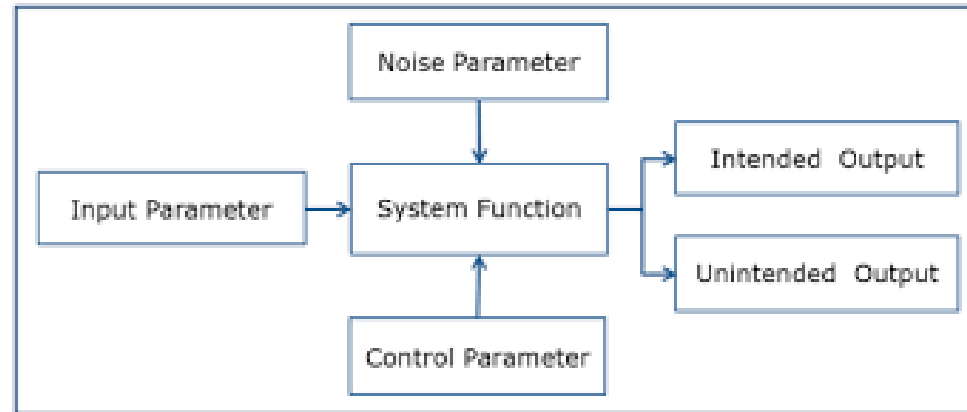 Noise Parameter
Input Parameter
System Function
Intended Output
Unintended Output
Control Parameter